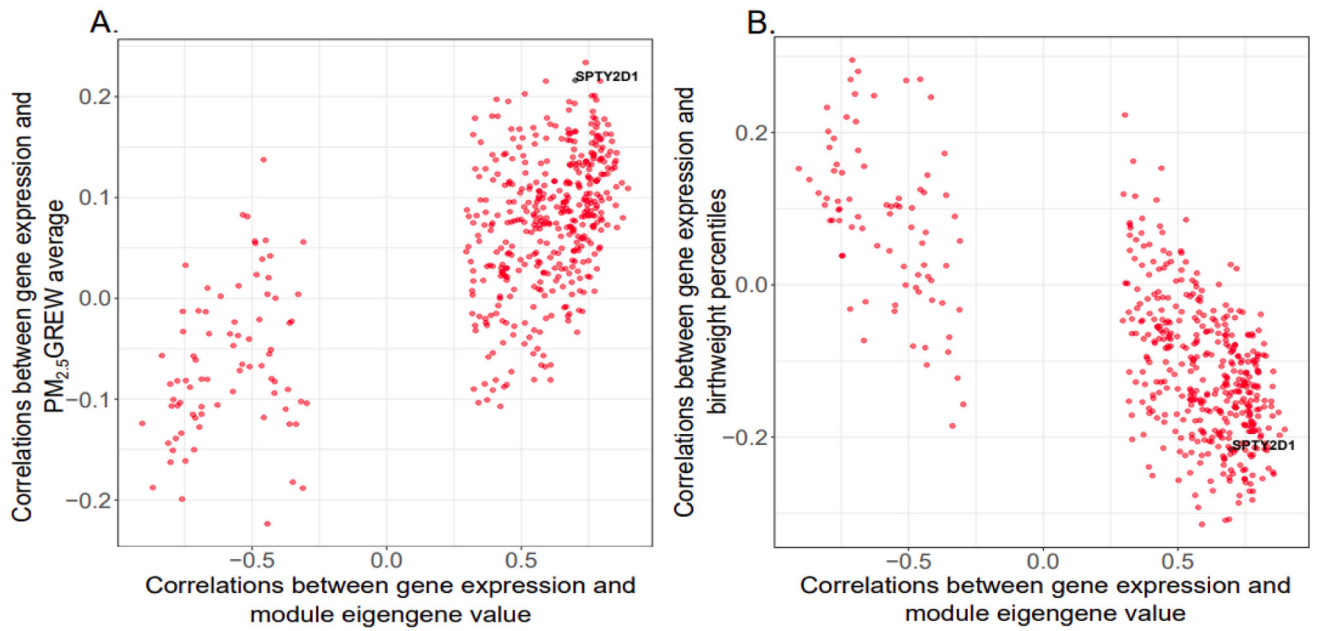 A.
Correlations between gene expression and
PM2.5GREW average
0.2
0.1
0.0
−0.1
−0.2
SPTY2D1
−0.5
0.0
0.5
Correlations between gene expression and
module eigengene value
B.
Correlations between gene expression and
birthweight percentiles
0.2
0.0
−0.2
SPTY2D1
−0.5
0.0
0.5
Correlations between gene expression and
module eigengene value